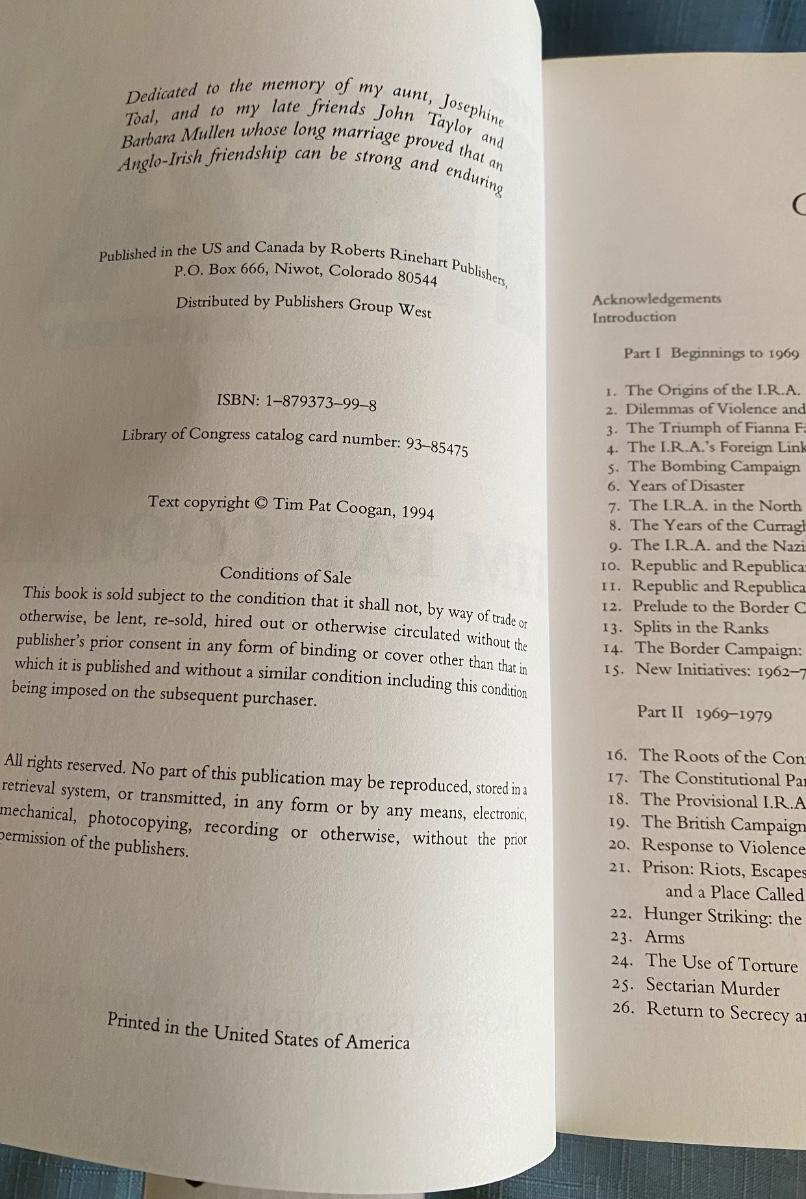 Dedicated to the memory of my aunt, Josephine
Toal, and to my late friends John Taylor and
Barbara Mullen whose long marriage proved that an
Anglo-Irish friendship can be strong and enduring
Published in the US and Canada by Roberts Rinehart Publishers,
P.O. Box 666, Niwot, Colorado 80544
Distributed by Publishers Group West
ISBN: 1–879373–99–8
Library of Congress catalog card number: 93–85475
Text copyright © Tim Pat Coogan, 1994
Conditions of Sale
This book is sold subject to the condition that it shall not, by way of trade or
otherwise, be lent, re-sold, hired out or otherwise circulated without the
publisher's prior consent in any form of binding or cover other than that in
which it is published and without a similar condition including this condition
being imposed on the subsequent purchaser.
All rights reserved. No part of this publication may be reproduced, stored in a
retrieval system, or transmitted, in any form or by any means, electronic,
mechanical, photocopying, recording or otherwise, without the prior
permission of the publishers.
Printed in the United States of America
Acknowledgements
Introduction
Part I Beginnings to 1969
1. The Origins of the I.R.A.
2. Dilemmas of Violence and
3. The Triumph of Fianna
4. The I.R.A.'s Foreign
5. The Bombing Campaign
6. Years of Disaster
7. The I.R.A. in the North
8. The Years of the
9. The I.R.A. and the
10. Republic and
11. Republic and
12. Prelude to the Border
13. Splits in the Ranks
14. The Border Campaign:
15. New Initiatives: 1962–7
Part II 1969–1979
16. The Roots of the
17. The Constitutional
18. The Provisional I.R.A
19. The British Campaign
20. Response to Violence
21. Prison: Riots, Escapes
and a Place Called
22. Hunger Striking: the
23. Arms
24. The Use of Torture
25. Sectarian Murder
26. Return to Secrecy